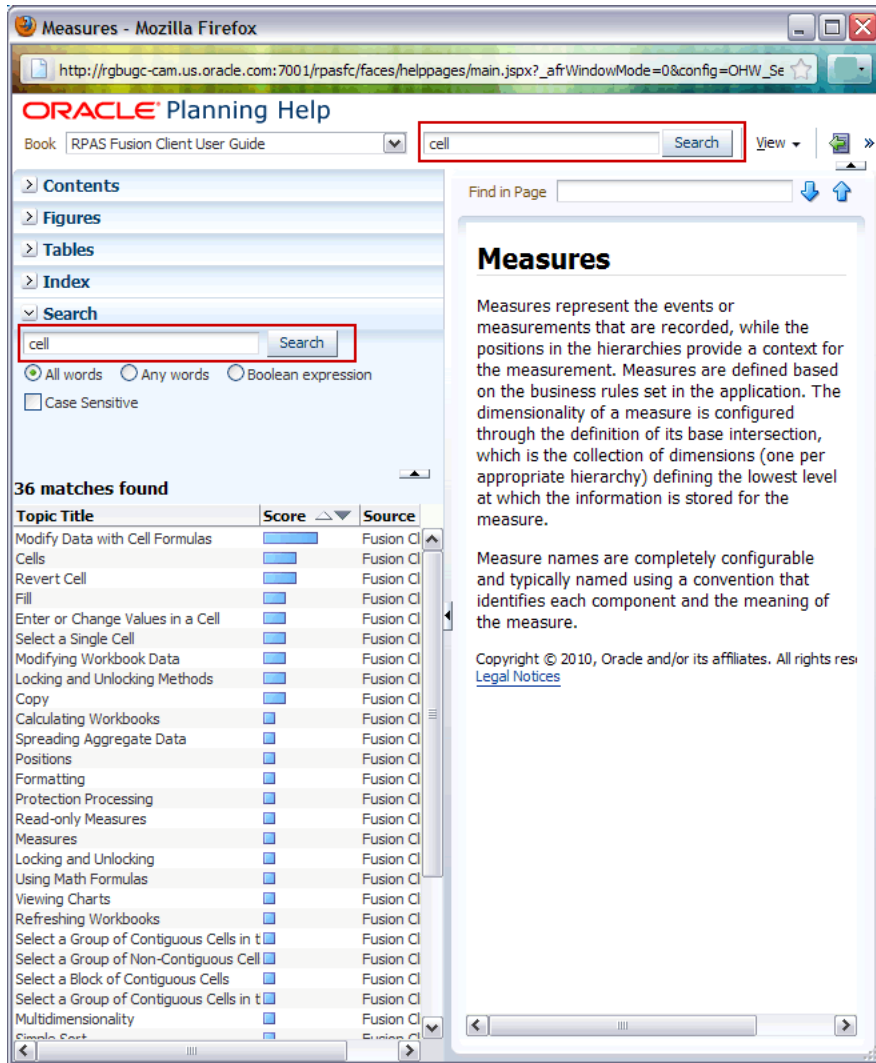 Measures - Mozilla Firefox
http://rgbugc-cam.us.oracle.com:7001/rpasfc/faces/helppages/main.jspx?_afrWindowMode=0&config=OHW_Se
ORACLE Planning Help
Book RPAS Fusion Client User Guide cell Search View »
Contents
Figures
Tables
Index
Search
cell Search
All words Any words Boolean expression
Case Sensitive
36 matches found
Topic Title Score Source
Modify Data with Cell Formulas Fusion Cl
Cells Fusion Cl
Revert Cell Fusion Cl
Fill Fusion Cl
Enter or Change Values in a Cell Fusion Cl
Select a Single Cell Fusion Cl
Modifying Workbook Data Fusion Cl
Locking and Unlocking Methods Fusion Cl
Copy Fusion Cl
Calculating Workbooks Fusion Cl
Spreading Aggregate Data Fusion Cl
Positions Fusion Cl
Formatting Fusion Cl
Protection Processing Fusion Cl
Read-only Measures Fusion Cl
Measures Fusion Cl
Locking and Unlocking Fusion Cl
Using Math Formulas Fusion Cl
Viewing Charts Fusion Cl
Refreshing Workbooks Fusion Cl
Select a Group of Contiguous Cells in t Fusion Cl
Select a Group of Non-Contiguous Cell Fusion Cl
Select a Block of Contiguous Cells Fusion Cl
Select a Group of Contiguous Cells in t Fusion Cl
Multidimensionality Fusion Cl
Simple Sort Fusion Cl
Find in Page
Measures
Measures represent the events or
measurements that are recorded, while the
positions in the hierarchies provide a context for
the measurement. Measures are defined based
on the business rules set in the application. The
dimensionality of a measure is configured
through the definition of its base intersection,
which is the collection of dimensions (one per
appropriate hierarchy) defining the lowest level
at which the information is stored for the
measure.
Measure names are completely configurable
and typically named using a convention that
identifies each component and the meaning of
the measure.
Copyright © 2010, Oracle and/or its affiliates. All rights rese
Legal Notices